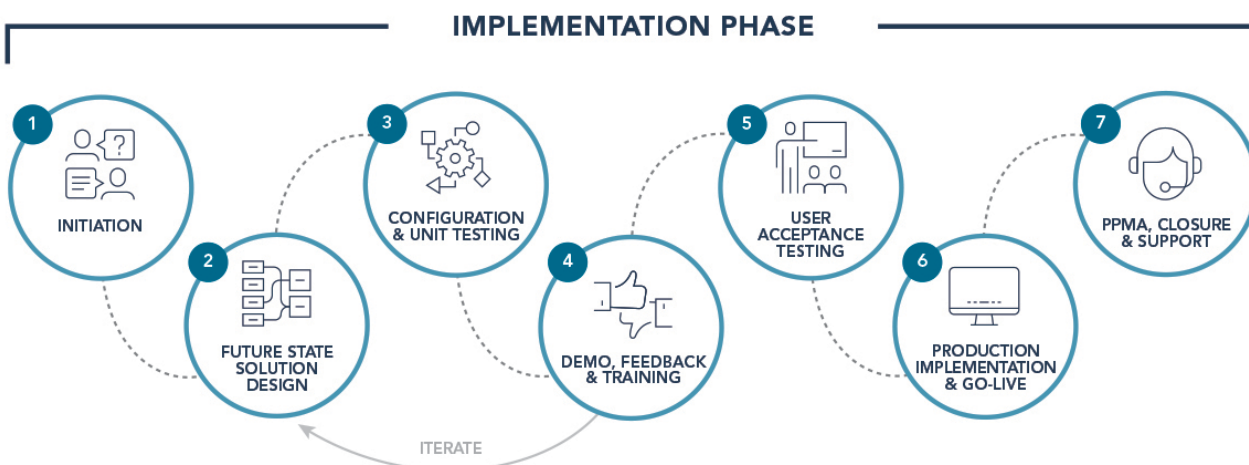 IMPLEMENTATION PHASE
1
INITIATION
2
FUTURE STATE
SOLUTION
DESIGN
3
CONFIGURATION
& UNIT TESTING
4
DEMO, FEEDBACK
& TRAINING
ITERATE
5
USER
ACCEPTANCE
TESTING
6
PRODUCTION
IMPLEMENTATION
& GO-LIVE
7
PPMA, CLOSURE
& SUPPORT